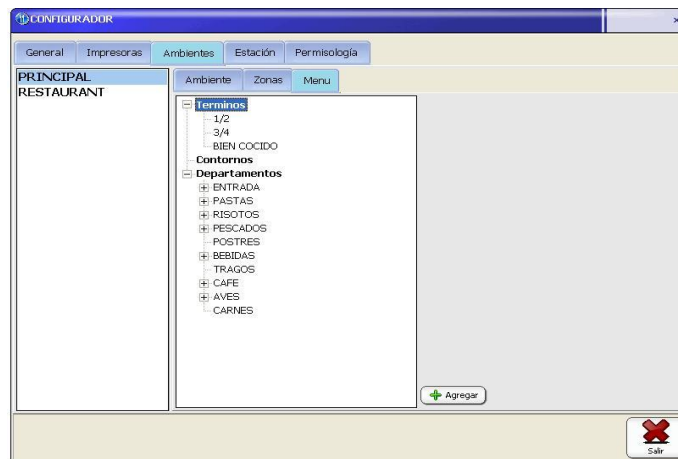 CONFIGURADOR
General Impresoras Ambientes Estación Permisología
PRINCIPAL
RESTAURANT
Ambiente Zonas Menu
Terminos
1/2
3/4
BIEN COCIDO
Contornos
Departamentos
ENTRADA
PASTAS
RISOTOS
PESCADOS
POSTRES
BEBIDAS
TRAGOS
CAFE
AVES
CARNES
Agregar
Salir